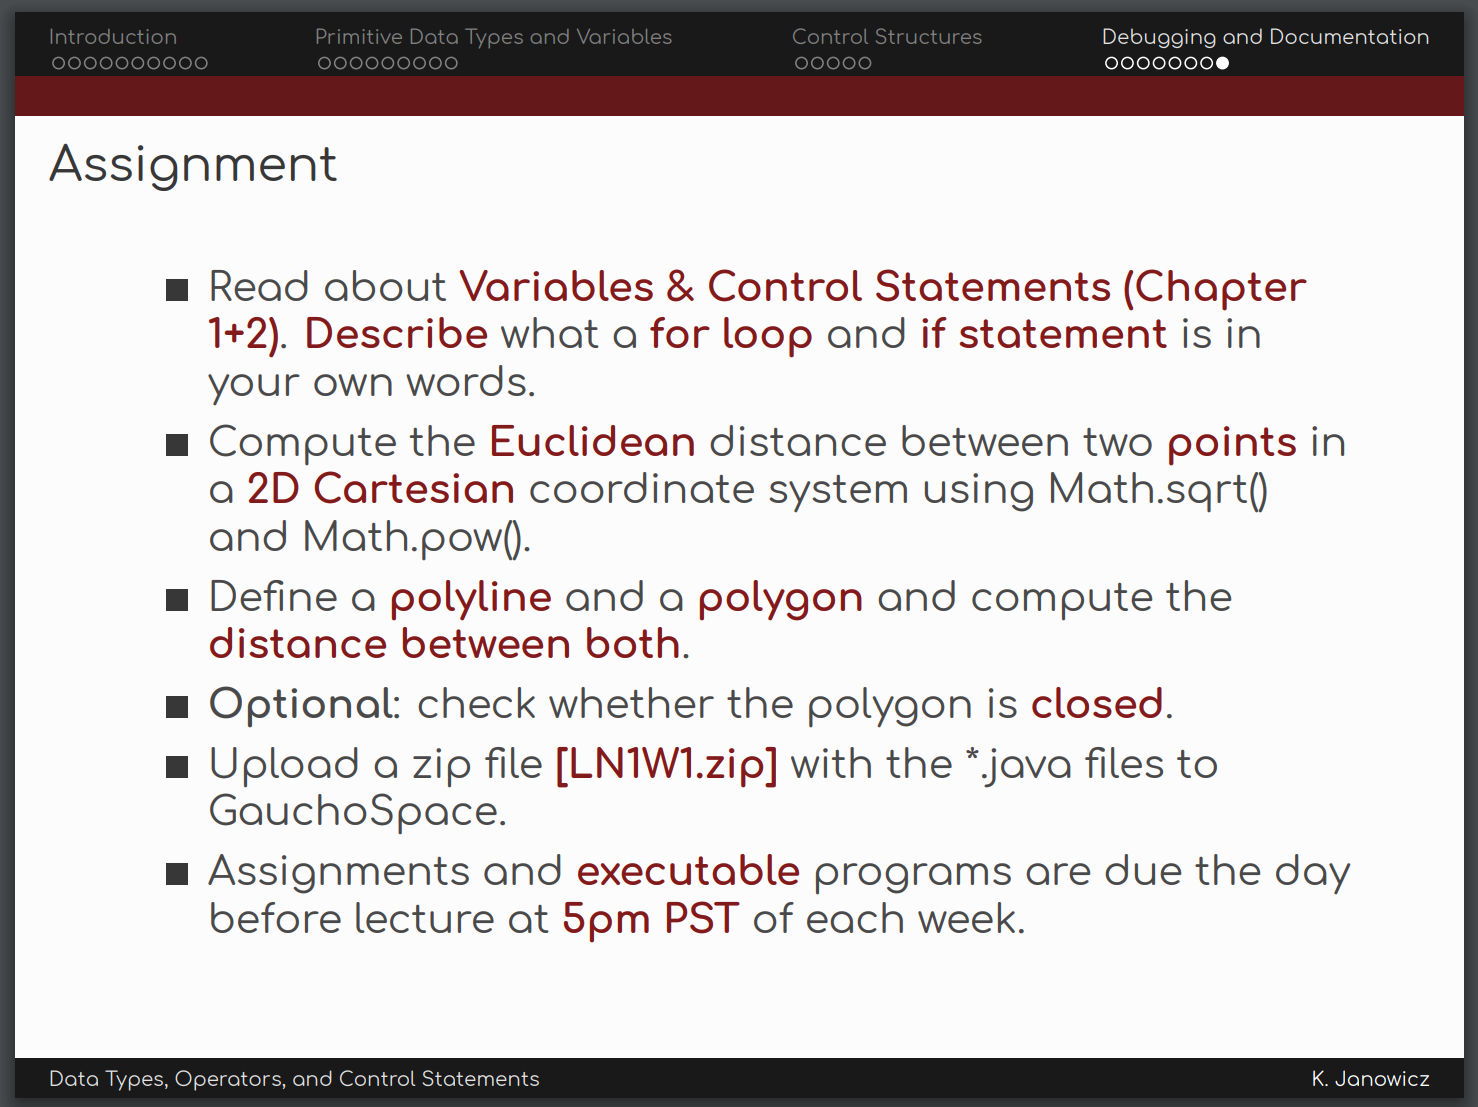 Introduction
Primitive Data Types and Variables
Control Structures
Debugging and Documentation
Assignment
Read about Variables & Control Statements (Chapter
1+2). Describe what a for loop and if statement is in
your own words.
Compute the Euclidean distance between two points in
a 2D Cartesian coordinate system using Math.sqrt()
and Math.pow().
Define a polyline and a polygon and compute the
distance between both.
Optional: check whether the polygon is closed.
Upload a zip file [LN1W1.zip] with the *.java files to
GauchoSpace.
Assignments and executable programs are due the day
before lecture at 5pm PST of each week.
Data Types, Operators, and Control Statements
K. Janowicz